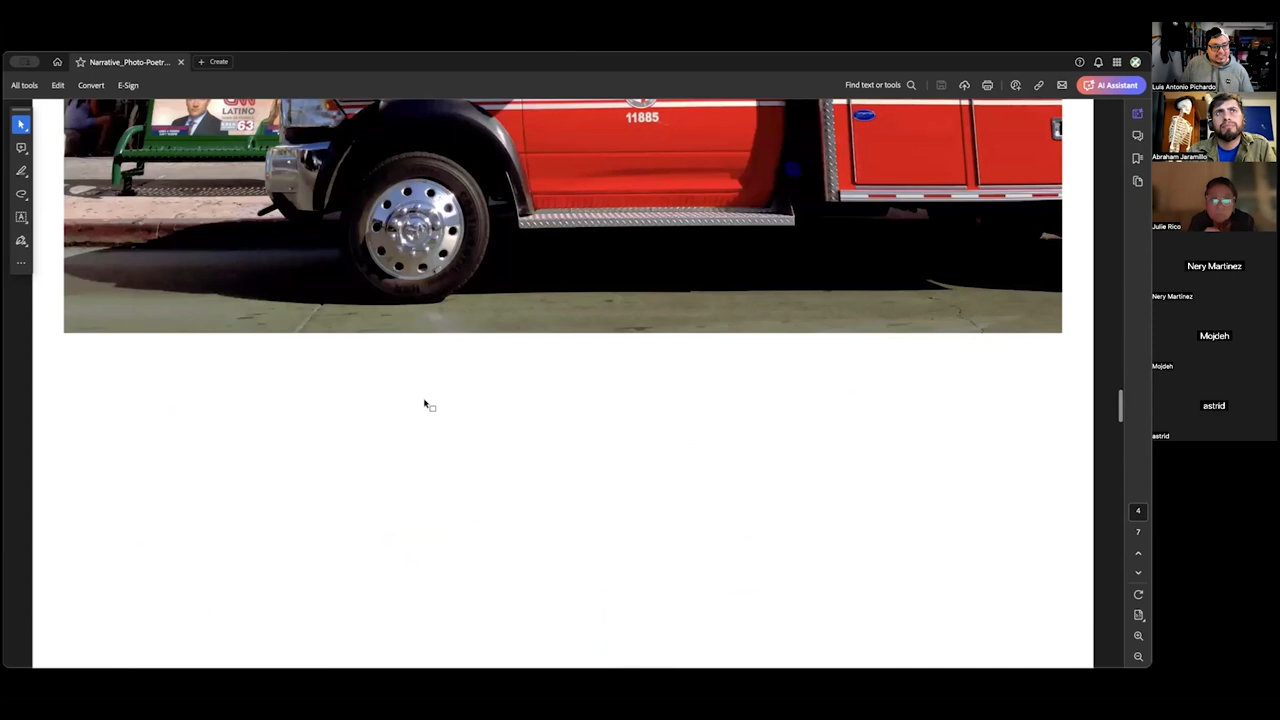 Narrative_Photo-Poetr...
Create
All tools
Edit
Convert
E-Sign
Find text or tools
AI Assistant
LATINO
63
11885
4
7
Luis Antonio Pichardo
Abraham Jaramillo
Julie Rico
Nery Martinez
Nery Martinez
Mojdeh
Mojdeh
astrid
astrid